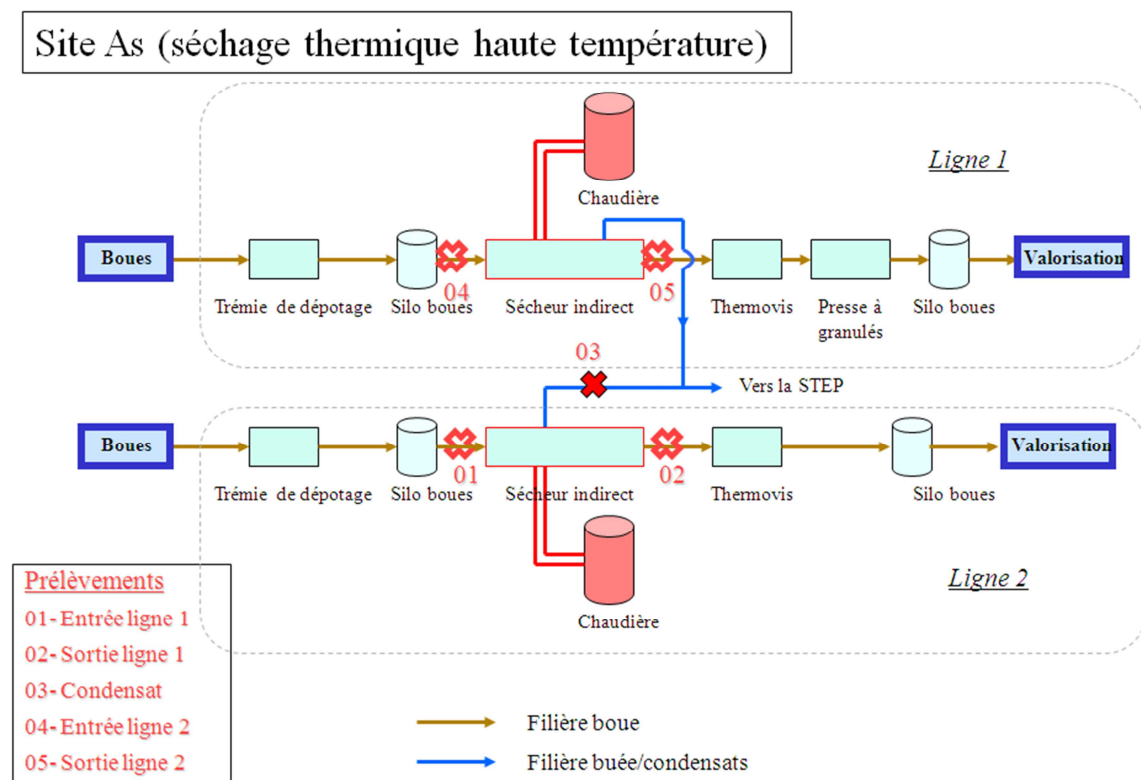 Site As (séchage thermique haute température)
Ligne 1
Chaudière
Boues
Valorisation
04
05
Trémie de dépotage
Silo boues
Sécheur indirect
Thermovis
Presse à
granulés
Silo boues
03
Vers la STEP
Boues
Valorisation
01
02
Trémie de dépotage
Silo boues
Sécheur indirect
Thermovis
Silo boues
Ligne 2
Chaudière
Prélèvements
01- Entrée ligne 1
02- Sortie ligne 1
03- Condensat
04- Entrée ligne 2
05- Sortie ligne 2
Filière boue
Filière buée/condensats